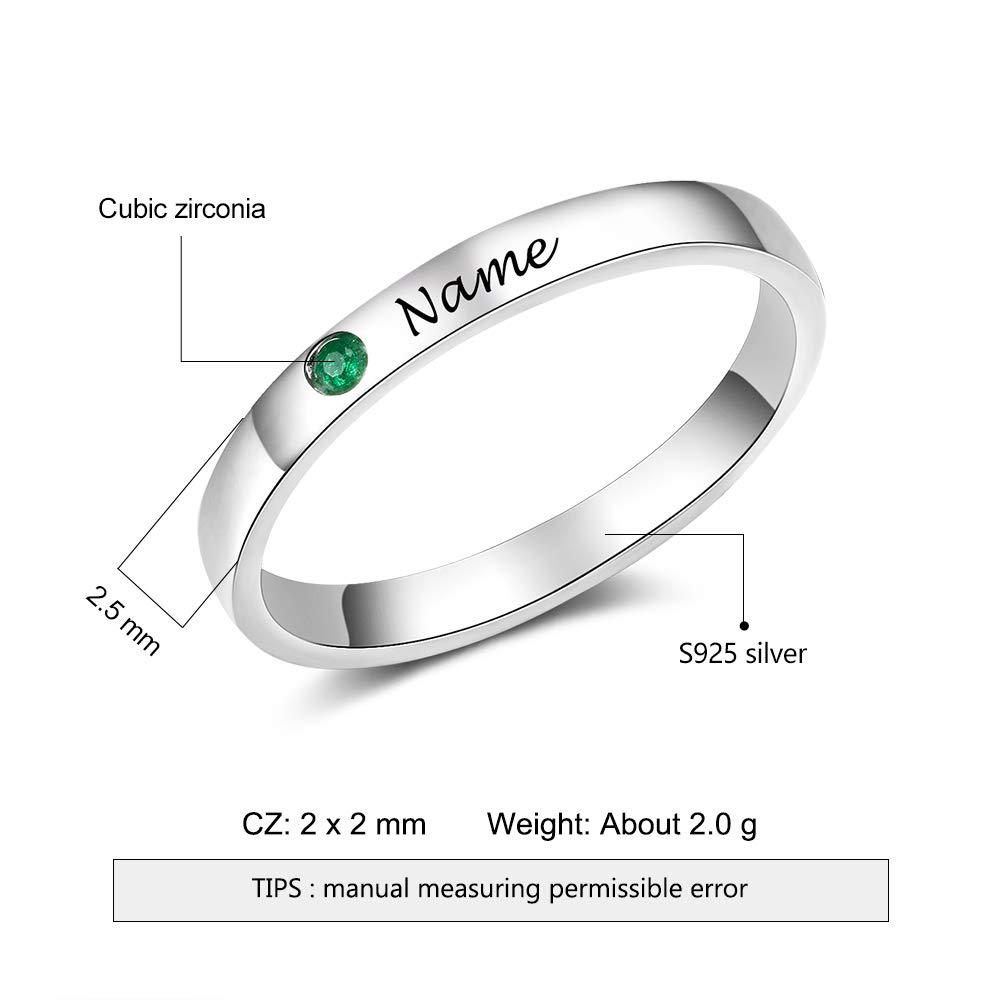 Cubic zirconia
Name
2.5 mm
S925 silver
CZ: 2 x 2 mm Weight: About 2.0 g
TIPS : manual measuring permissible error